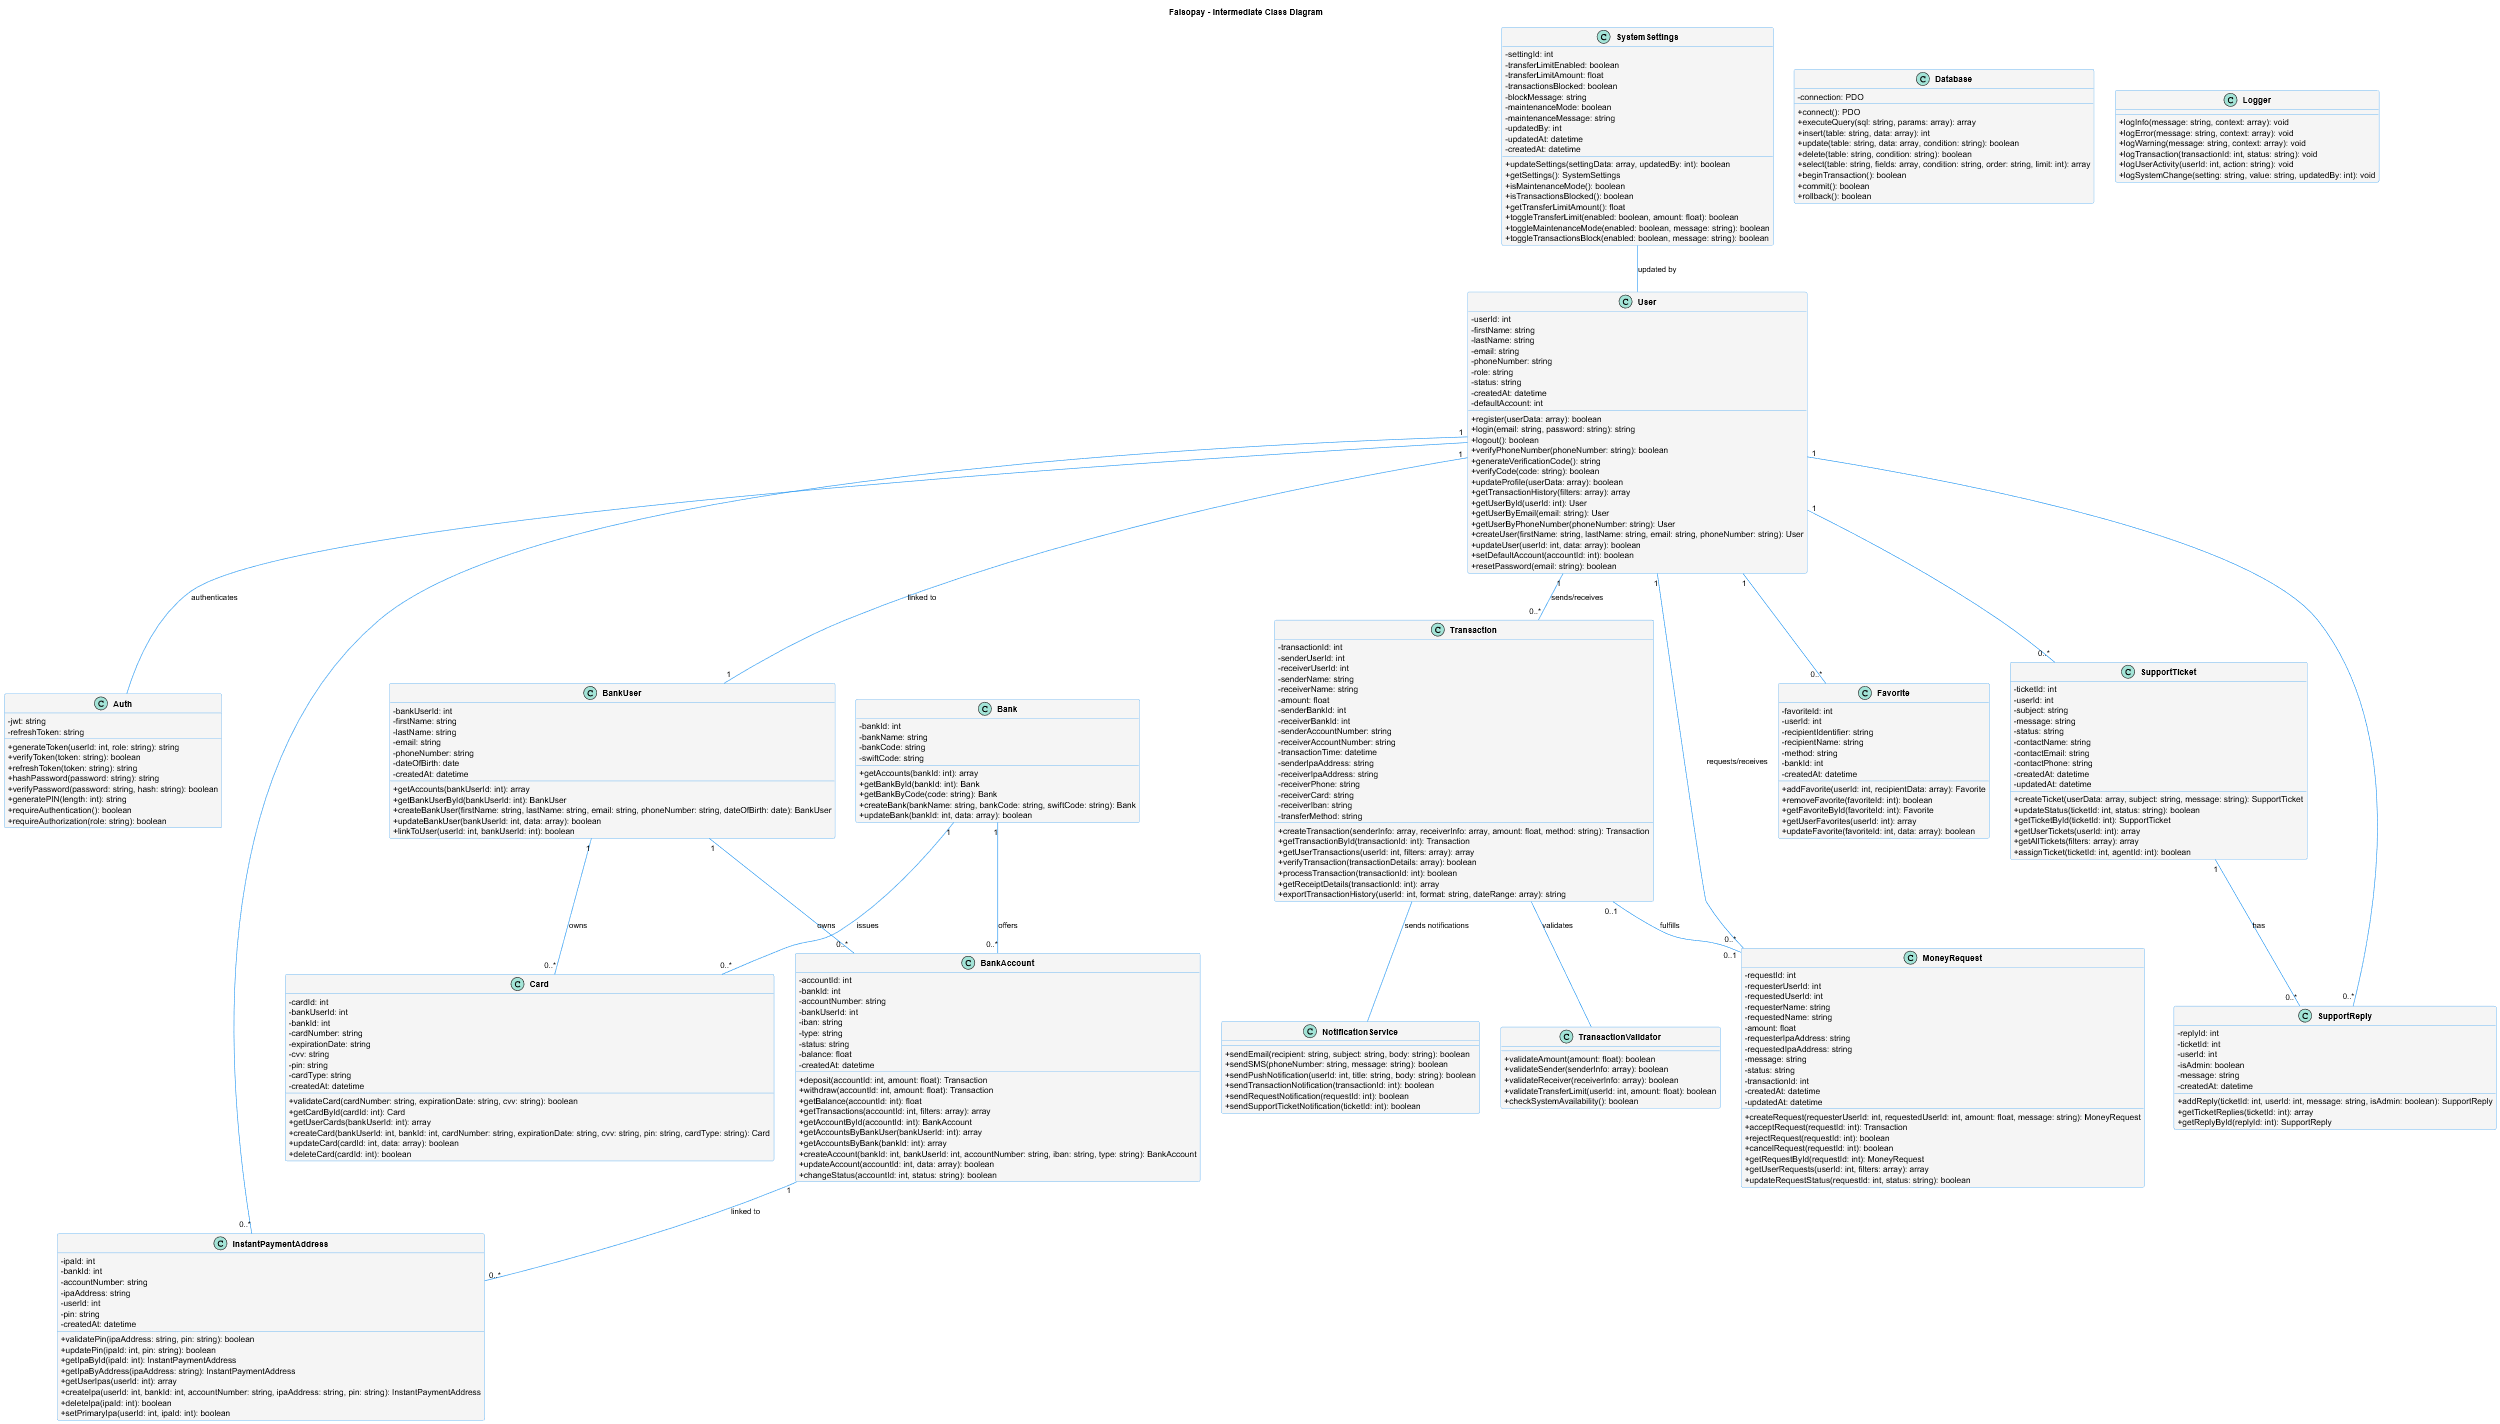 Falsopay - Intermediate Class Diagram
C SystemSettings
-settingId: int
-transferLimitEnabled: boolean
-transferLimitAmount: float
-transactionsBlocked: boolean
-blockMessage: string
-maintenanceMode: boolean
-maintenanceMessage: string
-updatedBy: int
-updatedAt: datetime
-createdAt: datetime
+updateSettings(settingData: array, updatedBy: int): boolean
+getSettings(): SystemSettings
+isMaintenanceMode(): boolean
+isTransactionsBlocked(): boolean
+getTransferLimitAmount(): float
+toggleTransferLimit(enabled: boolean, amount: float): boolean
+toggleMaintenanceMode(enabled: boolean, message: string): boolean
+toggleTransactionsBlock(enabled: boolean, message: string): boolean
C Database
-connection: PDO
+connect(): PDO
+executeQuery(sql: string, params: array): array
+insert(table: string, data: array): int
+update(table: string, data: array, condition: string): boolean
+delete(table: string, condition: string): boolean
+select(table: string, fields: array, condition: string, order: string, limit: int): array
+beginTransaction(): boolean
+commit(): boolean
+rollback(): boolean
C Logger
+logInfo(message: string, context: array): void
+logError(message: string, context: array): void
+logWarning(message: string, context: array): void
+logTransaction(transactionId: int, status: string): void
+logUserActivity(userId: int, action: string): void
+logSystemChange(setting: string, value: string, updatedBy: int): void
updated by
C User
-userId: int
-firstName: string
-lastName: string
-email: string
-phoneNumber: string
-role: string
-status: string
-createdAt: datetime
-defaultAccount: int
+register(userData: array): boolean
+login(email: string, password: string): string
+logout(): boolean
+verifyPhoneNumber(phoneNumber: string): boolean
+generateVerificationCode(): string
+verifyCode(code: string): boolean
+updateProfile(userData: array): boolean
+getTransactionHistory(filters: array): array
+getUserById(userId: int): User
+getUserByEmail(email: string): User
+getUserByPhoneNumber(phoneNumber: string): User
+createUser(firstName: string, lastName: string, email: string, phoneNumber: string): User
+updateUser(userId: int, data: array): boolean
+setDefaultAccount(accountId: int): boolean
+resetPassword(email: string): boolean
1
1
1
1
1
1
1
authenticates
linked to
sends/receives
0..*
1
0..*
0..*
requests/receives
C Auth
-jwt: string
-refreshToken: string
+generateToken(userId: int, role: string): string
+verifyToken(token: string): boolean
+refreshToken(token: string): string
+hashPassword(password: string): string
+verifyPassword(password: string, hash: string): boolean
+generatePIN(length: int): string
+requireAuthentication(): boolean
+requireAuthorization(role: string): boolean
C BankUser
-bankUserId: int
-firstName: string
-lastName: string
-email: string
-phoneNumber: string
-dateOfBirth: date
-createdAt: datetime
+getAccounts(bankUserId: int): array
+getBankUserById(bankUserId: int): BankUser
+createBankUser(firstName: string, lastName: string, email: string, phoneNumber: string, dateOfBirth: date): BankUser
+updateBankUser(bankUserId: int, data: array): boolean
+linkToUser(userId: int, bankUserId: int): boolean
C Bank
-bankId: int
-bankName: string
-bankCode: string
-swiftCode: string
+getAccounts(bankId: int): array
+getBankById(bankId: int): Bank
+getBankByCode(code: string): Bank
+createBank(bankName: string, bankCode: string, swiftCode: string): Bank
+updateBank(bankId: int, data: array): boolean
C Transaction
-transactionId: int
-senderUserId: int
-receiverUserId: int
-senderName: string
-receiverName: string
-amount: float
-senderBankId: int
-receiverBankId: int
-senderAccountNumber: string
-receiverAccountNumber: string
-transactionTime: datetime
-senderIpaAddress: string
-receiverIpaAddress: string
-receiverPhone: string
-receiverCard: string
-receiverIban: string
-transferMethod: string
+createTransaction(senderInfo: array, receiverInfo: array, amount: float, method: string): Transaction
+getTransactionById(transactionId: int): Transaction
+getUserTransactions(userId: int, filters: array): array
+verifyTransaction(transactionDetails: array): boolean
+processTransaction(transactionId: int): boolean
+getReceiptDetails(transactionId: int): array
+exportTransactionHistory(userId: int, format: string, dateRange: array): string
C Favorite
-favoriteId: int
-userId: int
-recipientIdentifier: string
-recipientName: string
-method: string
-bankId: int
-createdAt: datetime
+addFavorite(userId: int, recipientData: array): Favorite
+removeFavorite(favoriteId: int): boolean
+getFavoriteById(favoriteId: int): Favorite
+getUserFavorites(userId: int): array
+updateFavorite(favoriteId: int, data: array): boolean
C SupportTicket
-ticketId: int
-userId: int
-subject: string
-message: string
-status: string
-contactName: string
-contactEmail: string
-contactPhone: string
-createdAt: datetime
-updatedAt: datetime
+createTicket(userData: array, subject: string, message: string): SupportTicket
+updateStatus(ticketId: int, status: string): boolean
+getTicketById(ticketId: int): SupportTicket
+getUserTickets(userId: int): array
+getAllTickets(filters: array): array
+assignTicket(ticketId: int, agentId: int): boolean
1
1
1
1
1
0..1
owns
owns
issues
offers
sends notifications
validates
fulfills
has
0..*
0..*
0..*
0..*
0..*
0..1
0..*
0..*
C Card
-cardId: int
-bankUserId: int
-bankId: int
-cardNumber: string
-expirationDate: string
-cvv: string
-pin: string
-cardType: string
-createdAt: datetime
+validateCard(cardNumber: string, expirationDate: string, cvv: string): boolean
+getCardById(cardId: int): Card
+getUserCards(bankUserId: int): array
+createCard(bankUserId: int, bankId: int, cardNumber: string, expirationDate: string, cvv: string, pin: string, cardType: string): Card
+updateCard(cardId: int, data: array): boolean
+deleteCard(cardId: int): boolean
C BankAccount
-accountId: int
-bankId: int
-accountNumber: string
-bankUserId: int
-iban: string
-type: string
-status: string
-balance: float
-createdAt: datetime
+deposit(accountId: int, amount: float): Transaction
+withdraw(accountId: int, amount: float): Transaction
+getBalance(accountId: int): float
+getTransactions(accountId: int, filters: array): array
+getAccountById(accountId: int): BankAccount
+getAccountsByBankUser(bankUserId: int): array
+getAccountsByBank(bankId: int): array
+createAccount(bankId: int, bankUserId: int, accountNumber: string, iban: string, type: string): BankAccount
+updateAccount(accountId: int, data: array): boolean
+changeStatus(accountId: int, status: string): boolean
C NotificationService
+sendEmail(recipient: string, subject: string, body: string): boolean
+sendSMS(phoneNumber: string, message: string): boolean
+sendPushNotification(userId: int, title: string, body: string): boolean
+sendTransactionNotification(transactionId: int): boolean
+sendRequestNotification(requestId: int): boolean
+sendSupportTicketNotification(ticketId: int): boolean
C TransactionValidator
+validateAmount(amount: float): boolean
+validateSender(senderInfo: array): boolean
+validateReceiver(receiverInfo: array): boolean
+validateTransferLimit(userId: int, amount: float): boolean
+checkSystemAvailability(): boolean
C MoneyRequest
-requestId: int
-requesterUserId: int
-requestedUserId: int
-requesterName: string
-requestedName: string
-amount: float
-requesterIpaAddress: string
-requestedIpaAddress: string
-message: string
-status: string
-transactionId: int
-createdAt: datetime
-updatedAt: datetime
+createRequest(requesterUserId: int, requestedUserId: int, amount: float, message: string): MoneyRequest
+acceptRequest(requestId: int): Transaction
+rejectRequest(requestId: int): boolean
+cancelRequest(requestId: int): boolean
+getRequestById(requestId: int): MoneyRequest
+getUserRequests(userId: int, filters: array): array
+updateRequestStatus(requestId: int, status: string): boolean
C SupportReply
-replyId: int
-ticketId: int
-userId: int
-isAdmin: boolean
-message: string
-createdAt: datetime
+addReply(ticketId: int, userId: int, message: string, isAdmin: boolean): SupportReply
+getTicketReplies(ticketId: int): array
+getReplyById(replyId: int): SupportReply
1
linked to
0..*
0..*
C InstantPaymentAddress
-ipaId: int
-bankId: int
-accountNumber: string
-ipaAddress: string
-userId: int
-pin: string
-createdAt: datetime
+validatePin(ipaAddress: string, pin: string): boolean
+updatePin(ipaId: int, pin: string): boolean
+getIpaById(ipaId: int): InstantPaymentAddress
+getIpaByAddress(ipaAddress: string): InstantPaymentAddress
+getUserIpas(userId: int): array
+createIpa(userId: int, bankId: int, accountNumber: string, ipaAddress: string, pin: string): InstantPaymentAddress
+deleteIpa(ipaId: int): boolean
+setPrimaryIpa(userId: int, ipaId: int): boolean